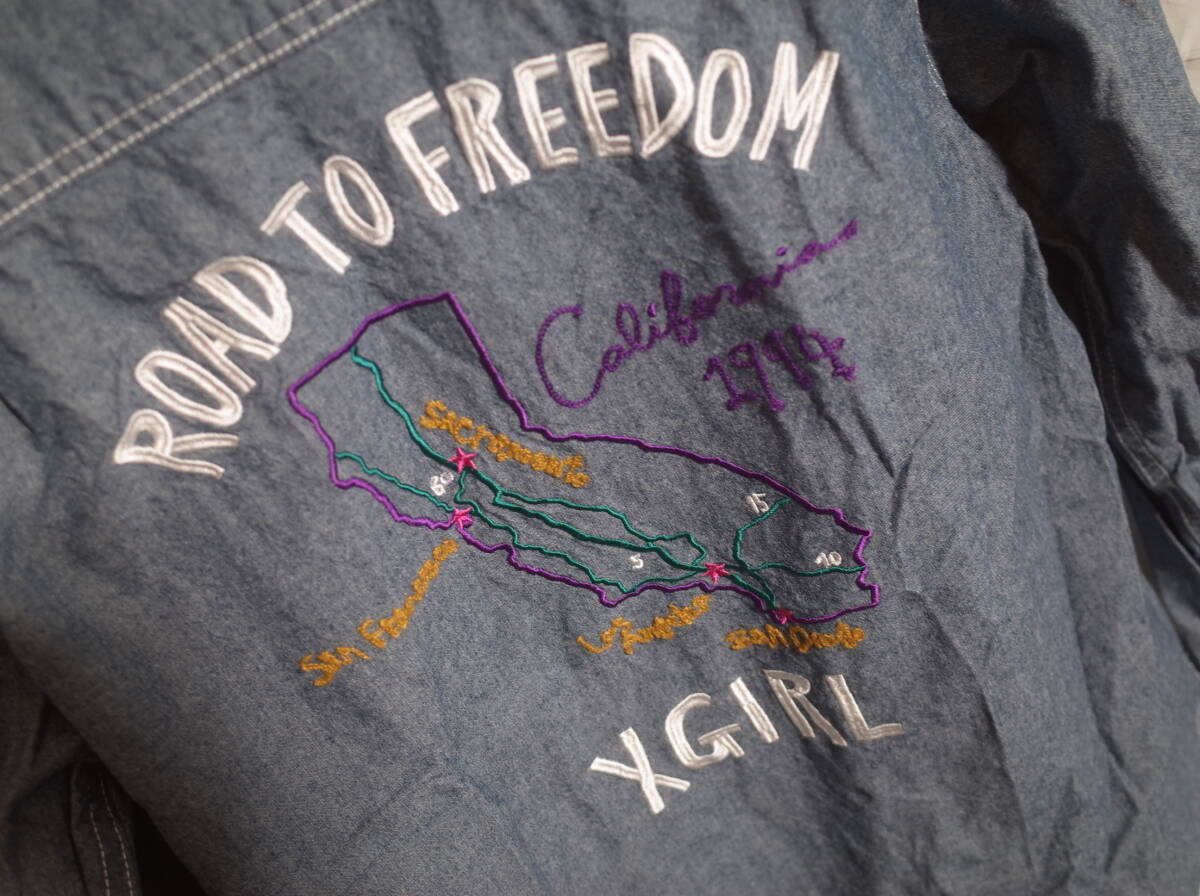 ROAD TO FREEDOM
California
1994
Sacramento
80
15
5
10
San Francisco
Los Angeles
San Diego
XGIRL